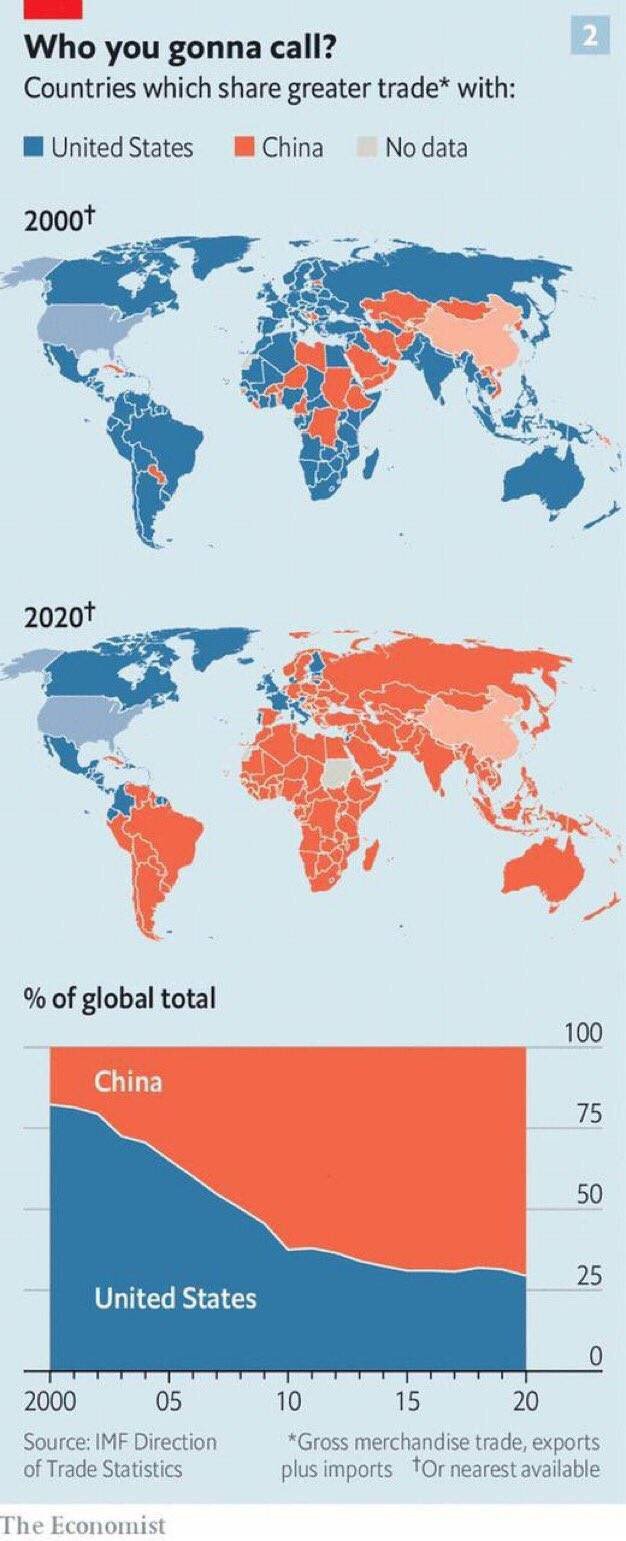 Who you gonna call?
2
Countries which share greater trade* with:
United States
China
No data
2000†
2020†
% of global total
100
China
75
50
25
United States
0
2000 05 10 15 20
Source: IMF Direction
of Trade Statistics
*Gross merchandise trade, exports
plus imports †Or nearest available
The Economist